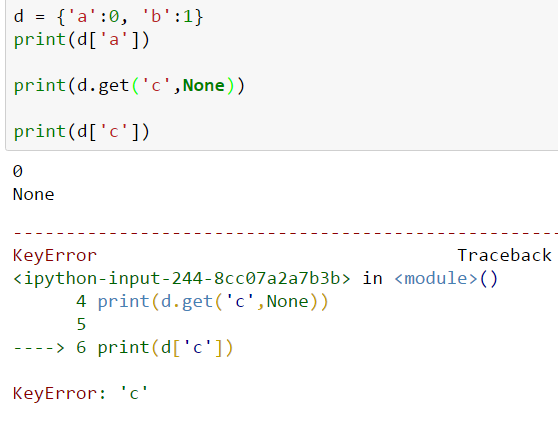 d = {'a':0, 'b':1}
print(d['a'])
print(d.get('c',None))
print(d['c'])
0
None
---------------------------------------------------
KeyError Traceback
<ipython-input-244-8cc07a2a7b3b> in <module>()
4 print(d.get('c',None))
5
----> 6 print(d['c'])
KeyError: 'c'